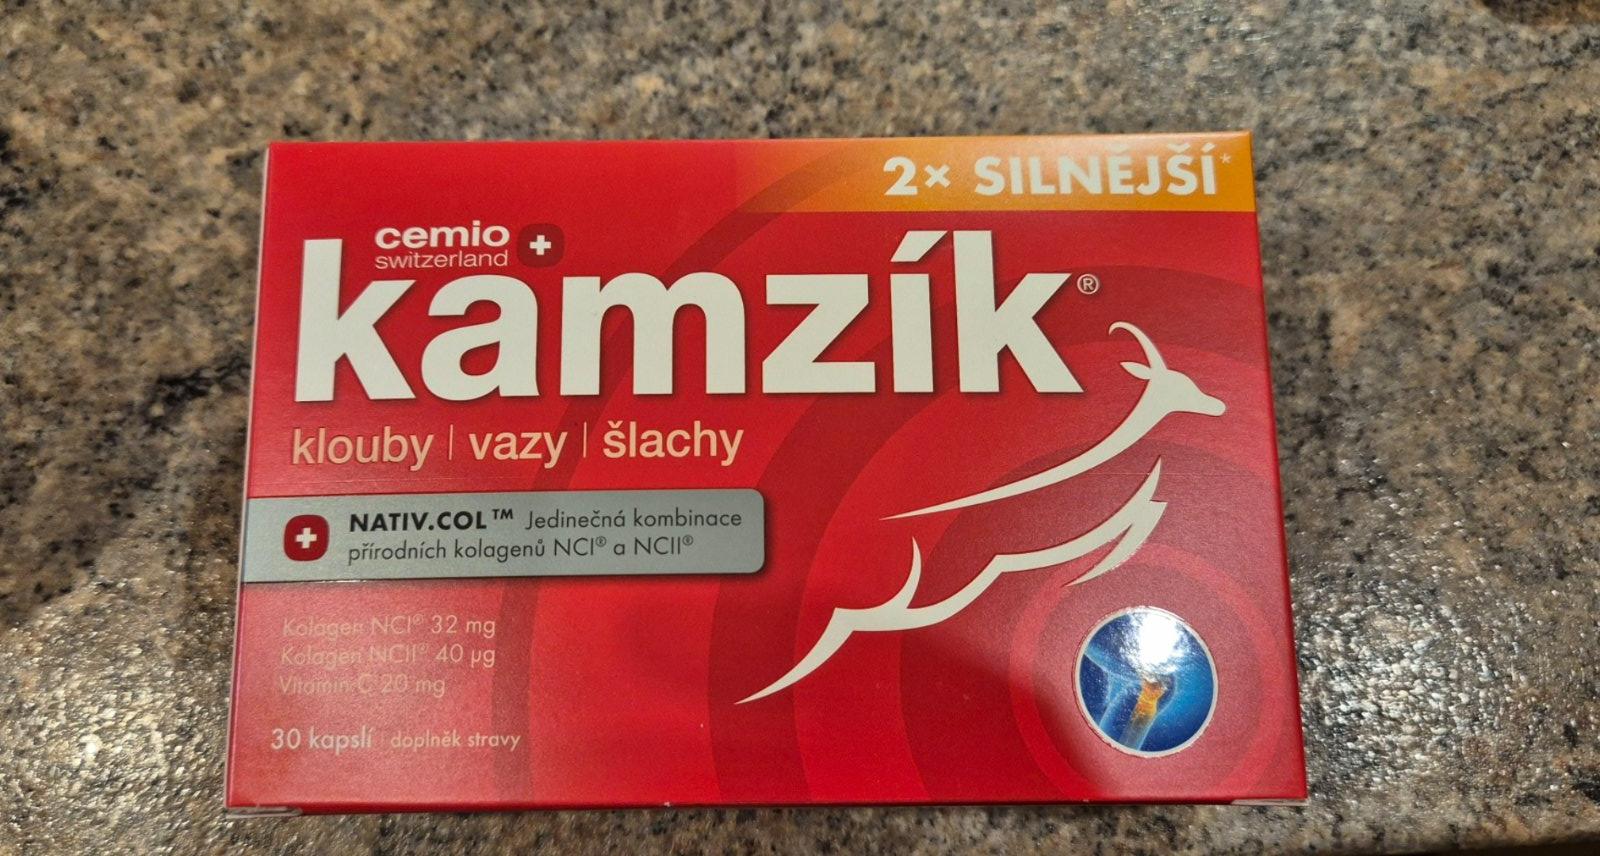 2× SILNĚJŠÍ*
cemio
switzerland
kamzík®
klouby | vazy | šlachy
NATIV.COL™ Jedinečná kombinace
přírodních kolagenů NCI® a NCII®
Kolagen NCI® 32 mg
Kolagen NCII® 40 µg
Vitamin C 20 mg
30 kapslí | doplněk stravy